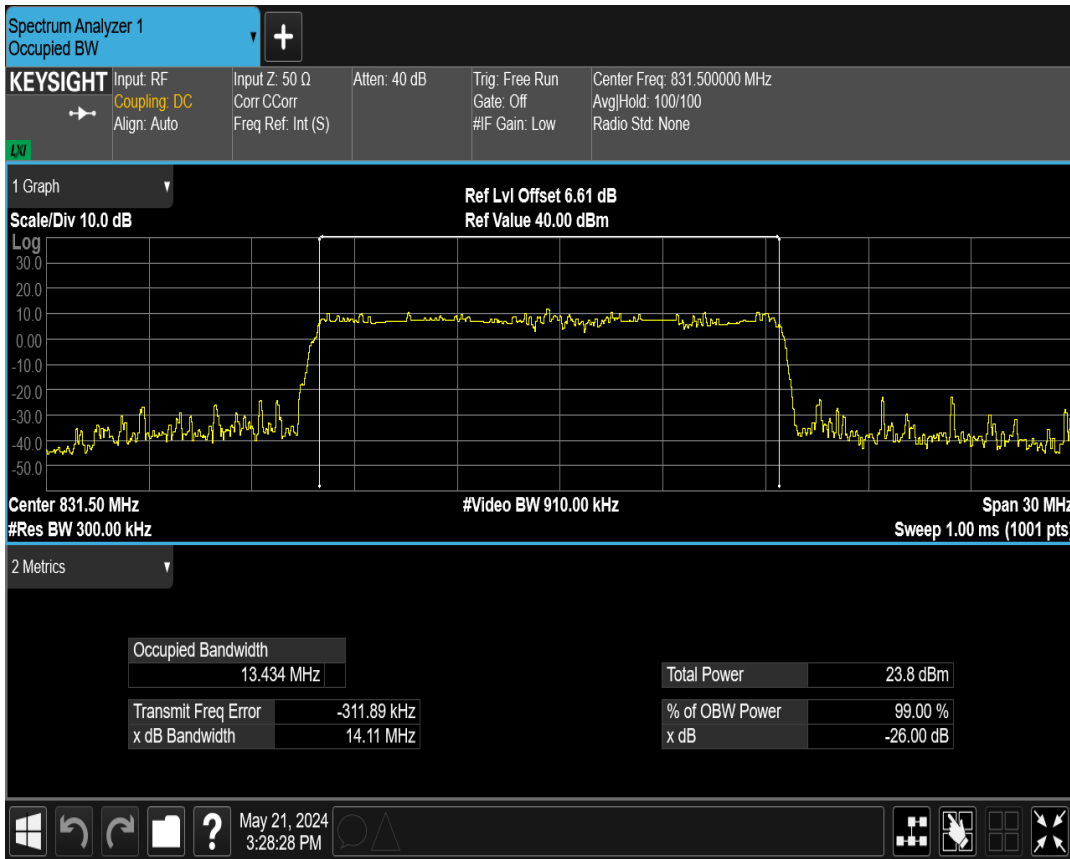 Spectrum Analyzer 1
Occupied BW
+
KEYSIGHT
LXI
Input: RF
Coupling: DC
Align: Auto
Input Z: 50 Ω
Corr CCorr
Freq Ref: Int (S)
Atten: 40 dB
Trig: Free Run
Gate: Off
#IF Gain: Low
Center Freq: 831.500000 MHz
Avg|Hold: 100/100
Radio Std: None
1 Graph
Scale/Div 10.0 dB
Ref Lvl Offset 6.61 dB
Ref Value 40.00 dBm
Log
30.0
20.0
10.0
0.00
-10.0
-20.0
-30.0
-40.0
-50.0
Center 831.50 MHz
#Res BW 300.00 kHz
#Video BW 910.00 kHz
Span 30 MHz
Sweep 1.00 ms (1001 pts)
2 Metrics
Occupied Bandwidth
13.434 MHz
Transmit Freq Error -311.89 kHz
x dB Bandwidth 14.11 MHz
Total Power 23.8 dBm
% of OBW Power 99.00 %
x dB -26.00 dB
?
May 21, 2024
3:28:28 PM